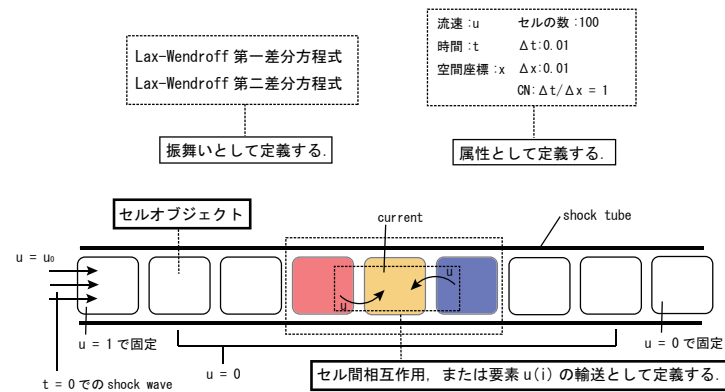 Lax-Wendroff 第一差分方程式
Lax-Wendroff 第二差分方程式
振舞いとして定義する.
流速:u セルの数:100
時間:t Δt:0.01
空間座標:x Δx:0.01
CN:Δt/Δx = 1
属性として定義する.
セルオブジェクト
current
shock tube
u = u₀
u
u
u = 1 で固定
u = 0 で固定
u = 0
セル間相互作用, または要素 u(i) の輸送として定義する.
t = 0 での shock wave